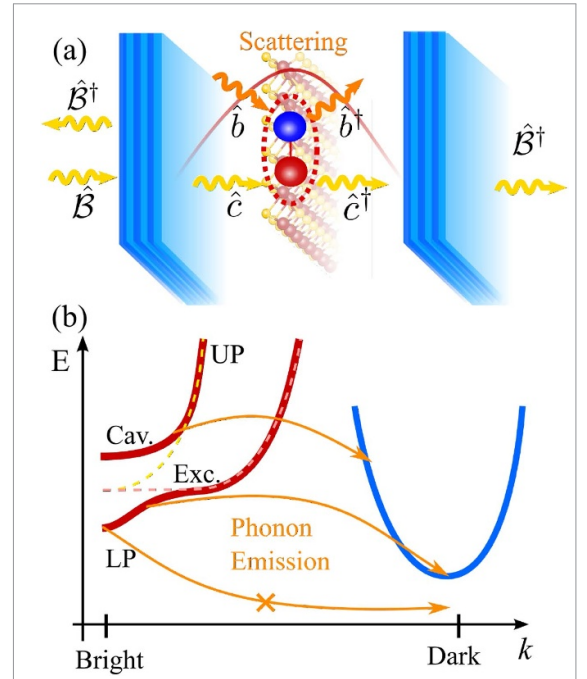 (a)
Scattering
B̂†
b̂
b̂†
B̂†
B̂
ĉ
ĉ†
(b)
E
UP
Cav.
Exc.
LP
Phonon
Emission
Bright
Dark
k